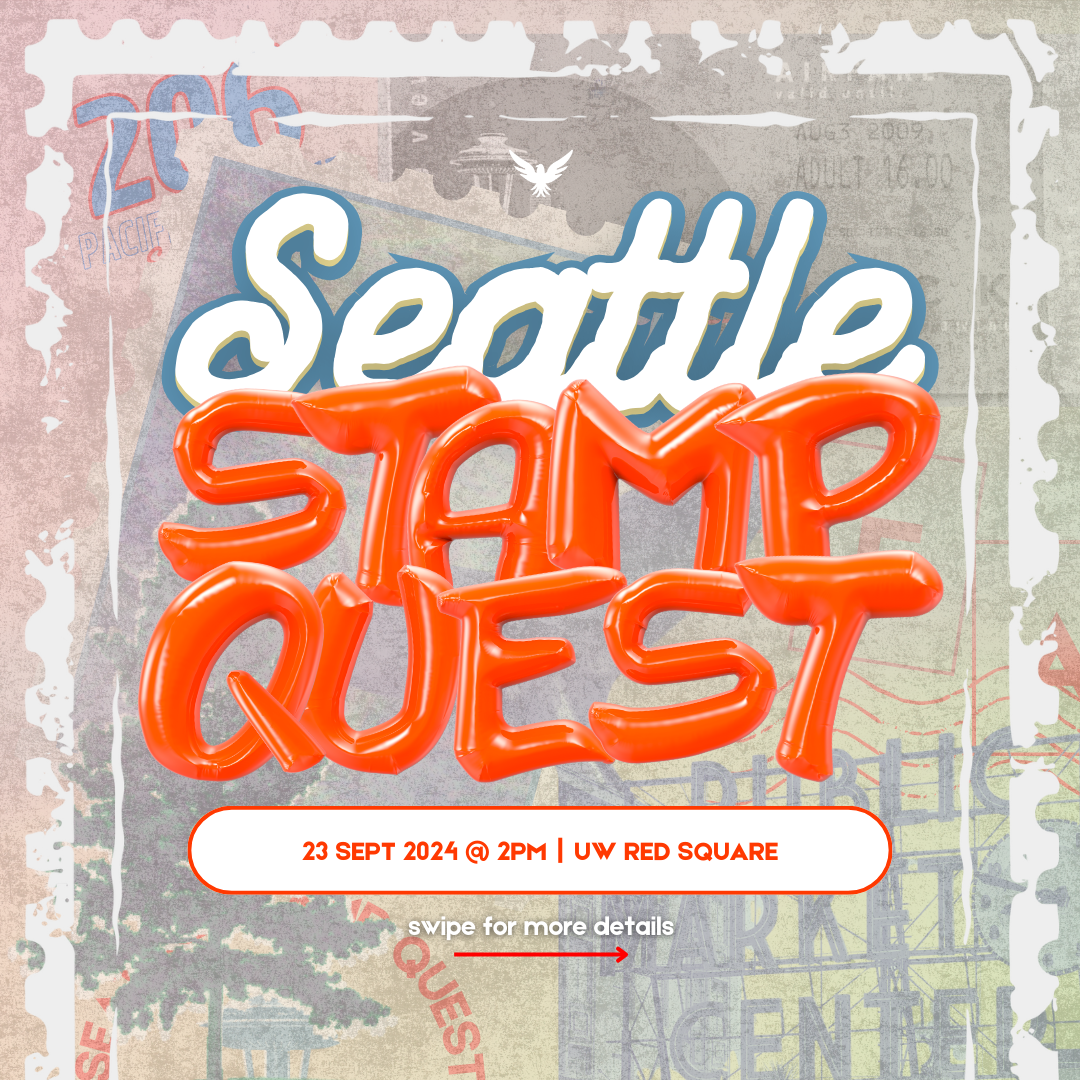 AUG3 2009
ADULT 16.00
Seattle
STAMP
QUEST
23 SEPT 2024 @ 2PM | UW RED SQUARE
swipe for more details
PUBLIC
MARKET
CENTER
QUEST